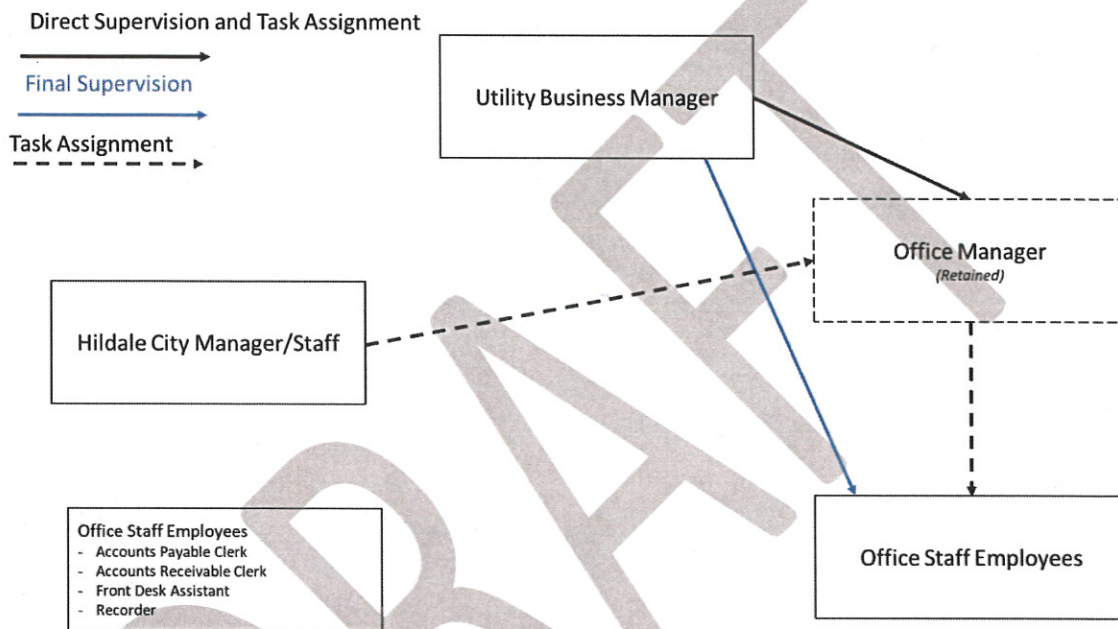 Direct Supervision and Task Assignment
Final Supervision
Task Assignment
Utility Business Manager
Office Manager
(Retained)
Hildale City Manager/Staff
Office Staff Employees
- Accounts Payable Clerk
- Accounts Receivable Clerk
- Front Desk Assistant
- Recorder
Office Staff Employees
DRAFT